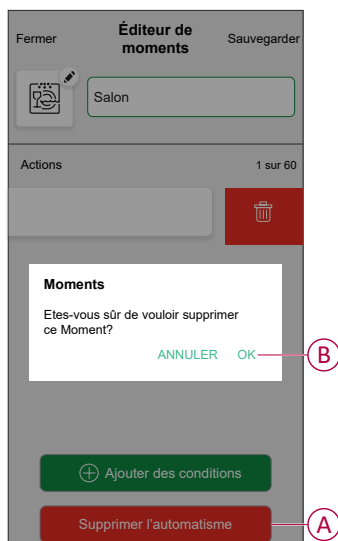 Fermer
Éditeur de
moments
Sauvegarder
Salon
Actions
1 sur 60
Moments
Etes-vous sûr de vouloir supprimer
ce Moment?
ANNULER OK
B
Ajouter des conditions
Supprimer l'automatisme
A